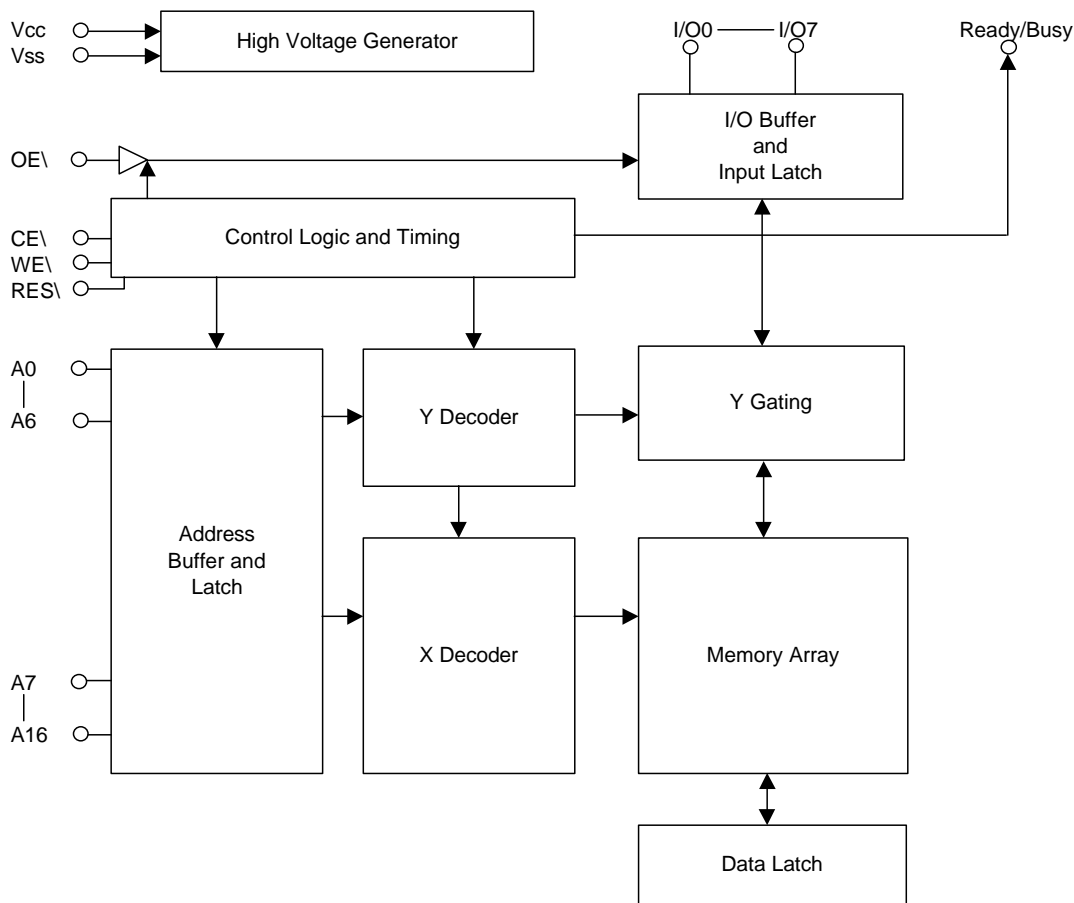 Vcc
Vss
High Voltage Generator
I/O0
I/O7
Ready/Busy
I/O Buffer
and
Input Latch
OE\
Control Logic and Timing
CE\
WE\
RES\
A0
A6
Y Decoder
Y Gating
Address
Buffer and
Latch
X Decoder
Memory Array
A7
A16
Data Latch